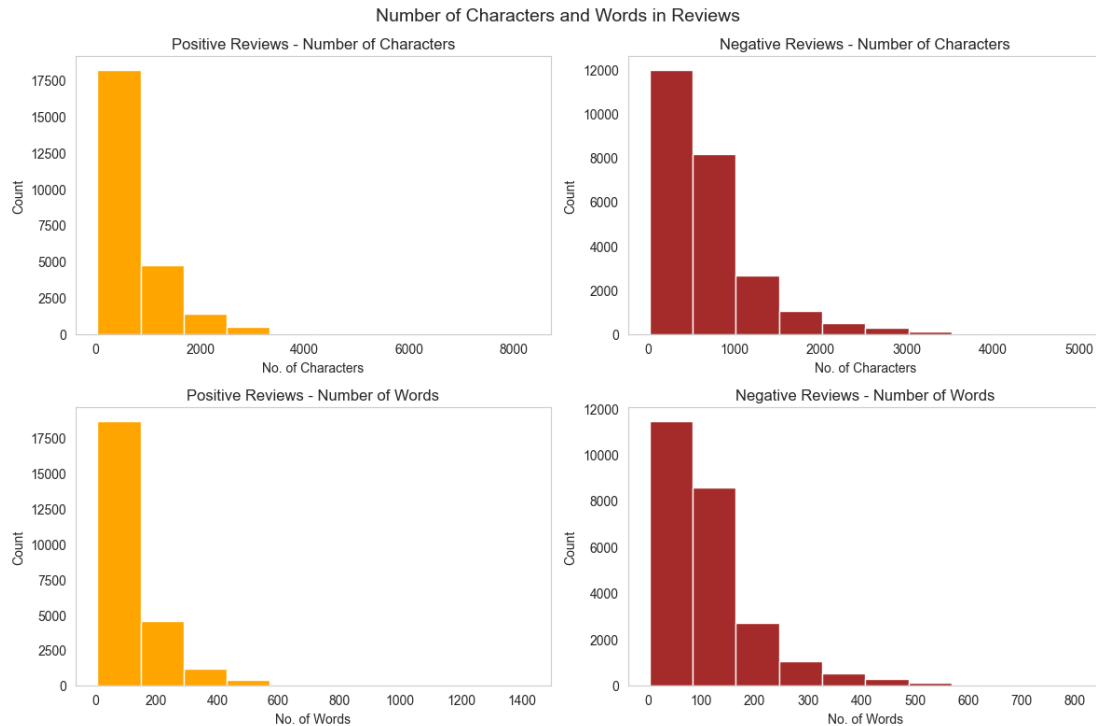 Number of Characters and Words in Reviews
Positive Reviews - Number of Characters
17500
15000
12500
10000
7500
5000
2500
0
Count
0 2000 4000 6000 8000
No. of Characters
Negative Reviews - Number of Characters
12000
10000
8000
6000
4000
2000
0
Count
0 1000 2000 3000 4000 5000
No. of Characters
Positive Reviews - Number of Words
17500
15000
12500
10000
7500
5000
2500
0
Count
0 200 400 600 800 1000 1200 1400
No. of Words
Negative Reviews - Number of Words
12000
10000
8000
6000
4000
2000
0
Count
0 100 200 300 400 500 600 700 800
No. of Words